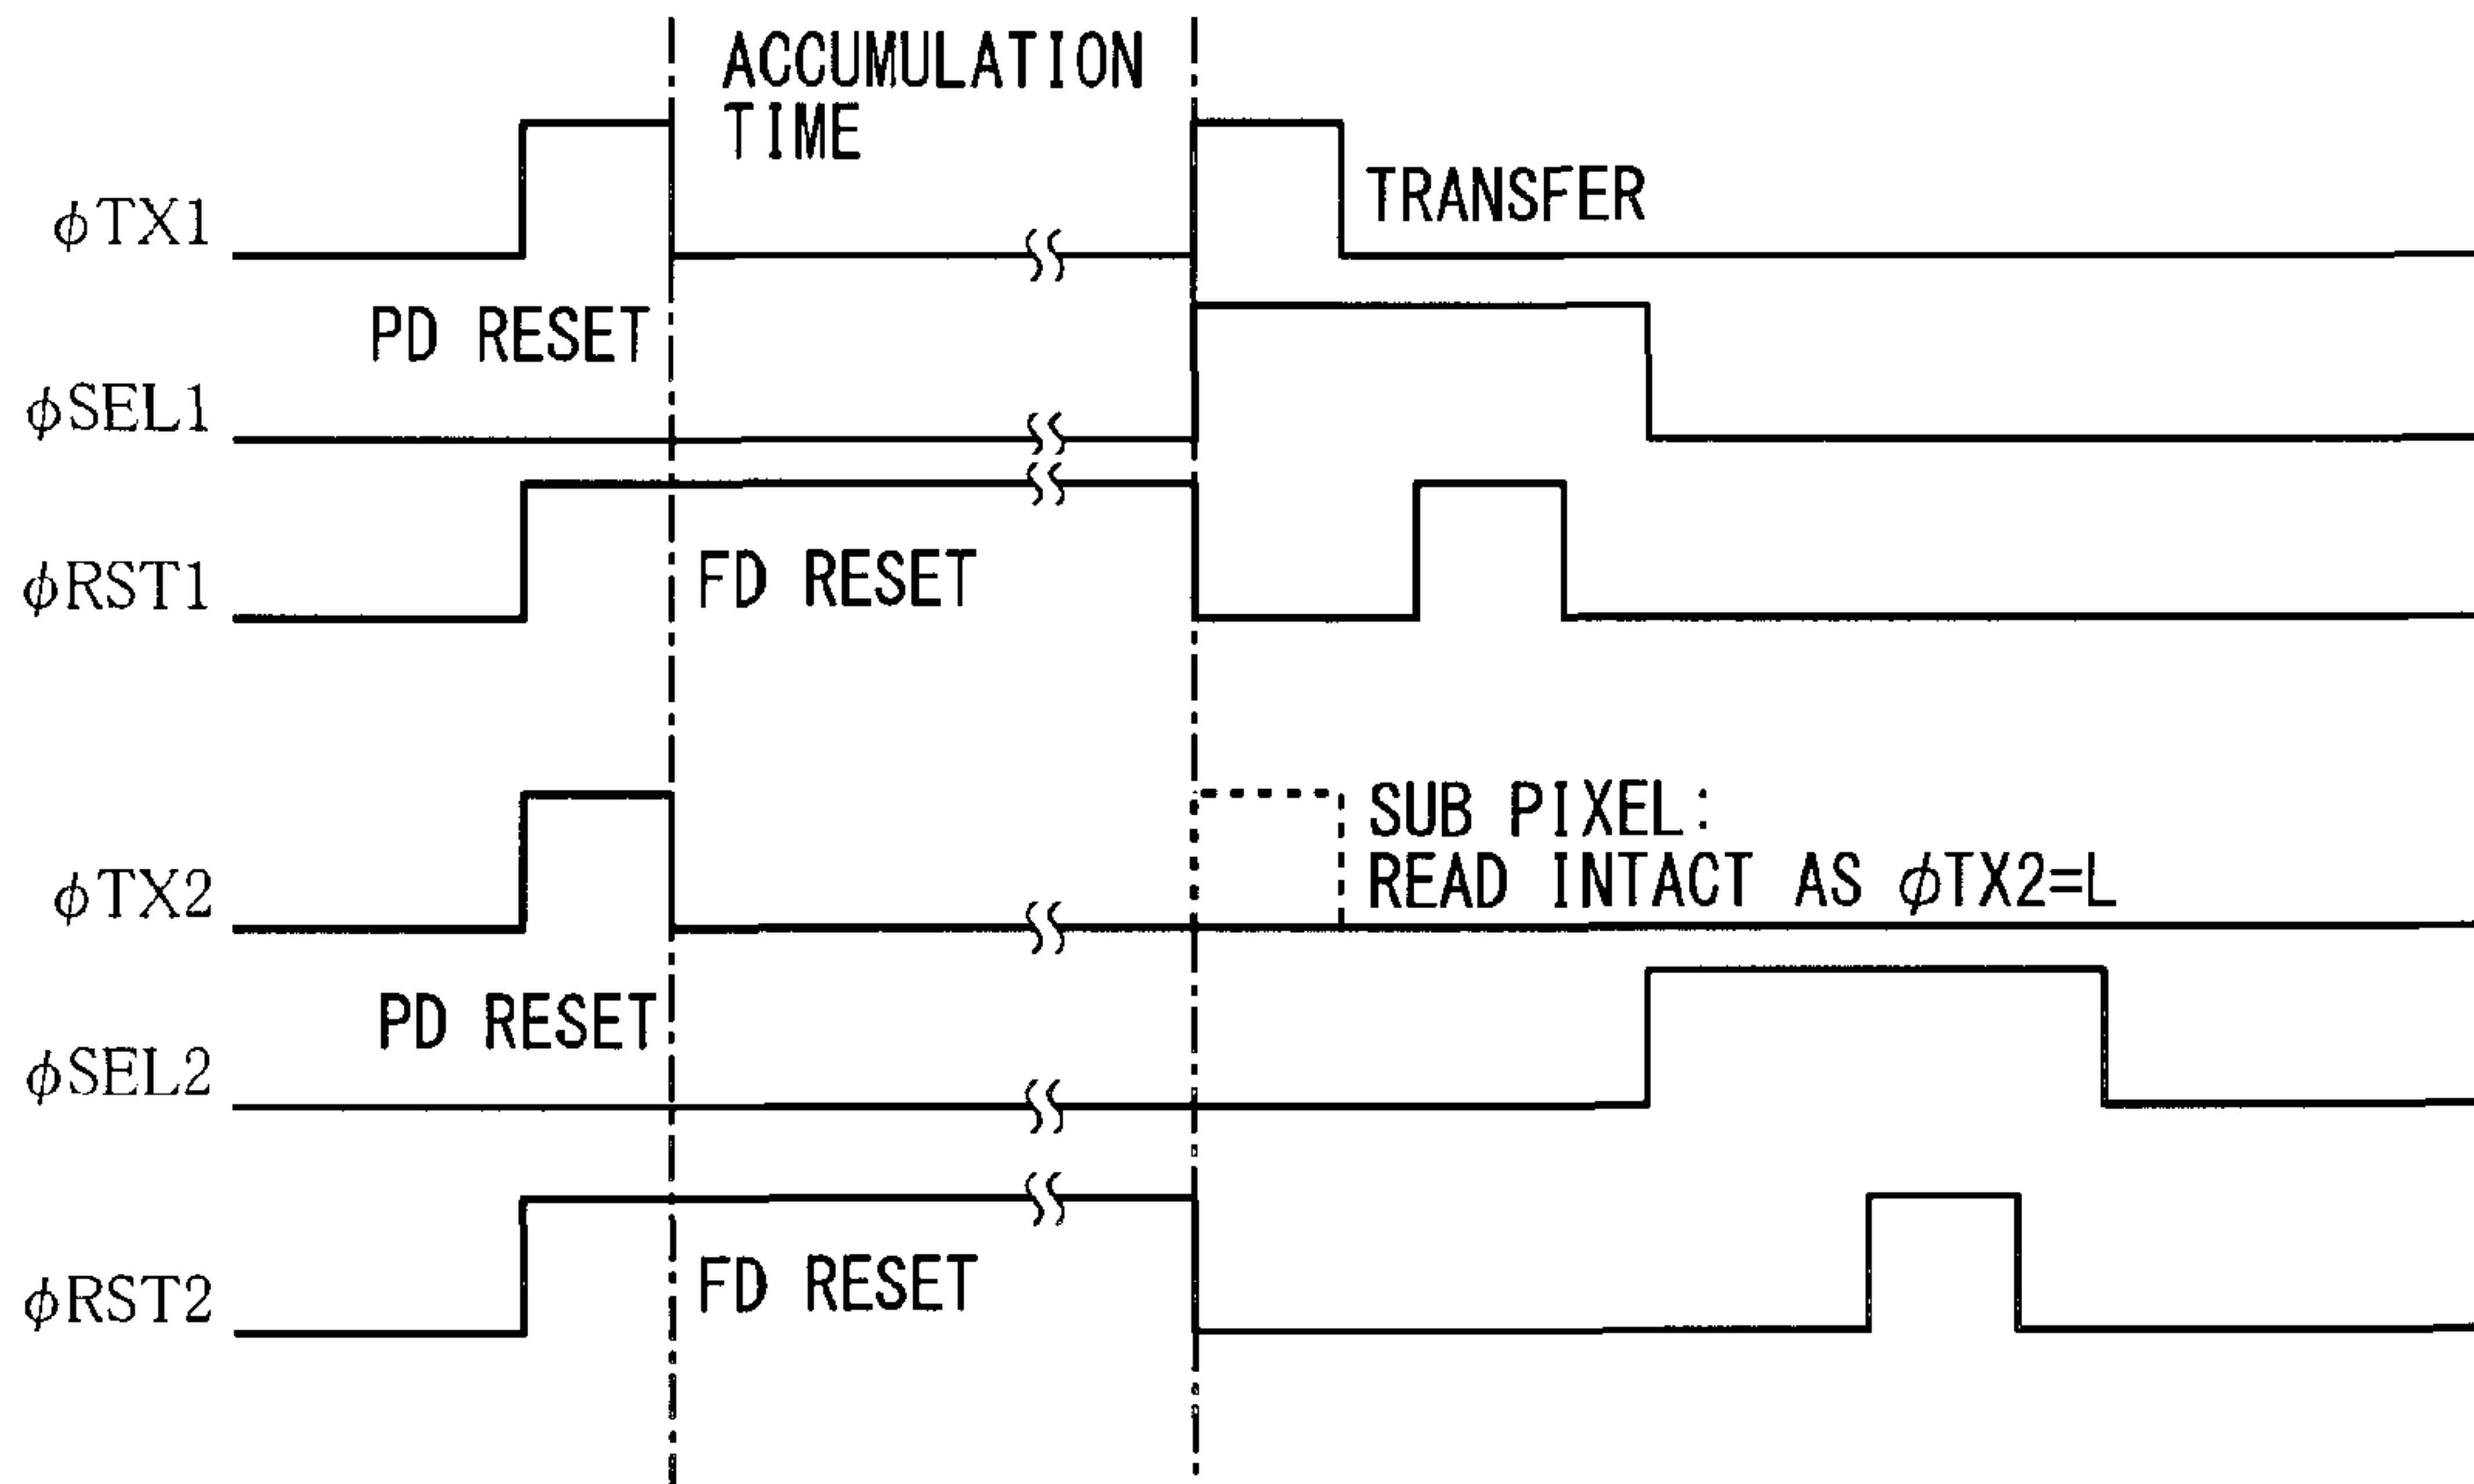 ACCUMULATION
TIME
φTX1
TRANSFER
PD RESET
φSEL1
φRST1
FD RESET
SUB PIXEL:
φTX2
READ INTACT AS φTX2=L
PD RESET
φSEL2
φRST2
FD RESET